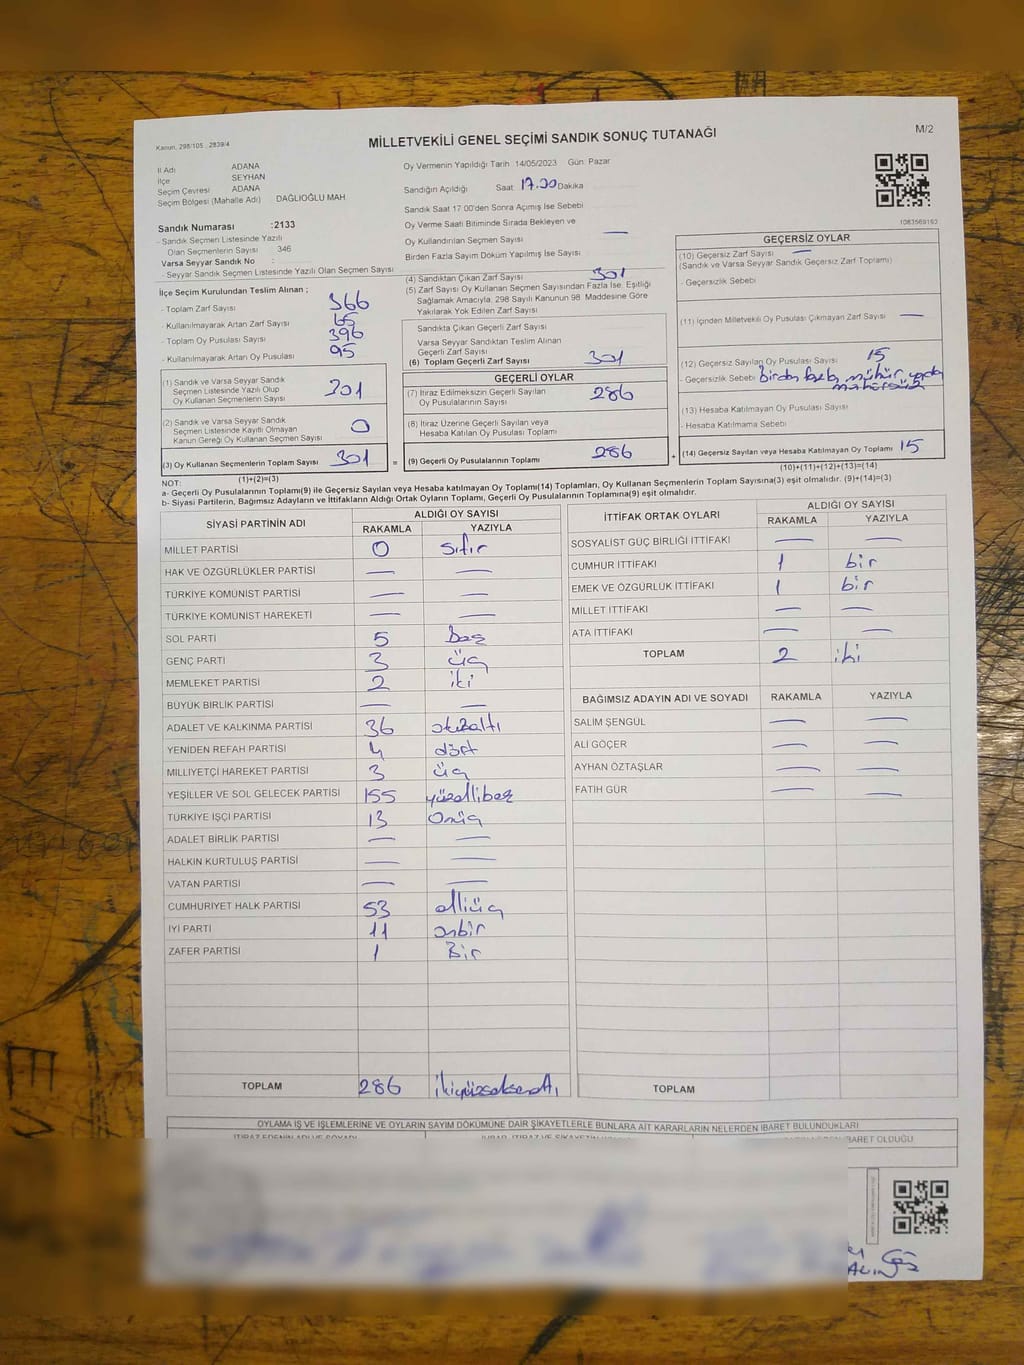 Kanun, 298/105 , 2839/4
MİLLETVEKİLİ GENEL SEÇİMİ SANDIK SONUÇ TUTANAĞI
M/2
İl Adı ADANA
İlçe SEYHAN
Seçim Çevresi ADANA
Seçim Bölgesi (Mahalle Adı) DAĞLIOĞLU MAH.
Sandık Numarası :2133
- Sandık Seçmen Listesinde Yazılı
Olan Seçmenlerin Sayısı 346
Varsa Seyyar Sandık No :
- Seyyar Sandık Seçmen Listesinde Yazılı Olan Seçmen Sayısı
Oy Vermenin Yapıldığı Tarih :14/05/2023 Gün: Pazar
Sandığın Açıldığı Saat 17.00 Dakika
Sandık Saat 17:00'den Sonra Açmış İse Sebebi
Oy Verme Saati Bitiminde Sırada Bekleyen ve
Oy Kullandırılan Seçmen Sayısı —
Birden Fazla Sayım Döküm Yapılmış İse Sayısı
1083569163
İlçe Seçim Kurulundan Teslim Alınan ;
- Toplam Zarf Sayısı 366
- Kullanılmayarak Artan Zarf Sayısı 65
- Toplam Oy Pusulası Sayısı 396
- Kullanılmayarak Artan Oy Pusulası 95
(4) Sandıktan Çıkan Zarf Sayısı 301
(5) Zarf Sayısı Oy Kullanan Seçmen Sayısından Fazla İse, Eşitliği
Sağlamak Amacıyla, 298 Sayılı Kanunun 98. Maddesine Göre
Yakılarak Yok Edilen Zarf Sayısı
Sandıkta Çıkan Geçerli Zarf Sayısı
Varsa Seyyar Sandıktan Teslim Alınan
Geçerli Zarf Sayısı
(6) Toplam Geçerli Zarf Sayısı 301
GEÇERSİZ OYLAR
(10) Geçersiz Zarf Sayısı —
(Sandık ve Varsa Seyyar Sandık Geçersiz Zarf Toplamı)
- Geçersizlik Sebebi
(11) İçinden Milletvekili Oy Pusulası Çıkmayan Zarf Sayısı —
(12) Geçersiz Sayılan Oy Pusulası Sayısı 15
- Geçersizlik Sebebi Birden fazla mühür yada
mühürsüz
(13) Hesaba Katılmayan Oy Pusulası Sayısı
- Hesaba Katılmama Sebebi
(1) Sandık ve Varsa Seyyar Sandık
Seçmen Listesinde Yazılı Olup
Oy Kullanan Seçmenlerin Sayısı 301
(2) Sandık ve Varsa Seyyar Sandık
Seçmen Listesinde Kayıtlı Olmayan
Kanun Gereği Oy Kullanan Seçmen Sayısı 0
GEÇERLİ OYLAR
(7) İtiraz Edilmeksizin Geçerli Sayılan
Oy Pusulalarının Sayısı 286
(8) İtiraz Üzerine Geçerli Sayılan veya
Hesaba Katılan Oy Pusulası Toplamı
(3) Oy Kullanan Seçmenlerin Toplam Sayısı 301 = (9) Geçerli Oy Pusulalarının Toplamı 286 + (14) Geçersiz Sayılan veya Hesaba Katılmayan Oy Toplamı 15
(1)+(2)=(3)
(10)+(11)+(12)+(13)=(14)
NOT:
a- Geçerli Oy Pusulalarının Toplamı(9) ile Geçersiz Sayılan veya Hesaba Katılmayan Oy Toplamı(14) Toplamları, Oy Kullanan Seçmenlerin Toplam Sayısına(3) eşit olmalıdır. (9)+(14)=(3)
b- Siyasi Partilerin, Bağımsız Adayların ve İttifakların Aldığı Ortak Oyların Toplamı, Geçerli Oy Pusulalarının Toplamına(9) eşit olmalıdır.
SİYASİ PARTİNİN ADI ALDIĞI OY SAYISI
RAKAMLA YAZIYLA
MİLLET PARTİSİ 0 sıfır
HAK VE ÖZGÜRLÜKLER PARTİSİ — —
TÜRKİYE KOMÜNİST PARTİSİ — —
TÜRKİYE KOMÜNİST HAREKETİ — —
SOL PARTİ 5 beş
GENÇ PARTİ 3 üç
MEMLEKET PARTİSİ 2 iki
BÜYÜK BİRLİK PARTİSİ — —
ADALET VE KALKINMA PARTİSİ 36 otuzaltı
YENİDEN REFAH PARTİSİ 4 dört
MİLLİYETÇİ HAREKET PARTİSİ 3 üç
YEŞİLLER VE SOL GELECEK PARTİSİ 155 yüzellibeş
TÜRKİYE İŞÇİ PARTİSİ 13 Onüç
ADALET BİRLİK PARTİSİ — —
HALKIN KURTULUŞ PARTİSİ — —
VATAN PARTİSİ — —
CUMHURİYET HALK PARTİSİ 53 elliüç
İYİ PARTİ 11 onbir
ZAFER PARTİSİ 1 Bir
TOPLAM 286 ikiyüzseksenaltı
İTTİFAK ORTAK OYLARI ALDIĞI OY SAYISI
RAKAMLA YAZIYLA
SOSYALİST GÜÇ BİRLİĞİ İTTİFAKI — —
CUMHUR İTTİFAKI 1 bir
EMEK VE ÖZGÜRLÜK İTTİFAKI 1 bir
MİLLET İTTİFAKI — —
ATA İTTİFAKI — —
TOPLAM 2 iki
BAĞIMSIZ ADAYIN ADI VE SOYADI RAKAMLA YAZIYLA
SALİM ŞENGÜL — —
ALİ GÖÇER — —
AYHAN ÖZTAŞLAR — —
FATİH GÜR — —
TOPLAM
OYLAMA İŞ VE İŞLEMLERİNE VE OYLARIN SAYIM DÖKÜMÜNE DAİR ŞİKAYETLERLE BUNLARA AİT KARARLARIN NELERDEN İBARET BULUNDUKLARI
İTİRAZ EDENİN ADI VE SOYADI
BARET OLDUĞU